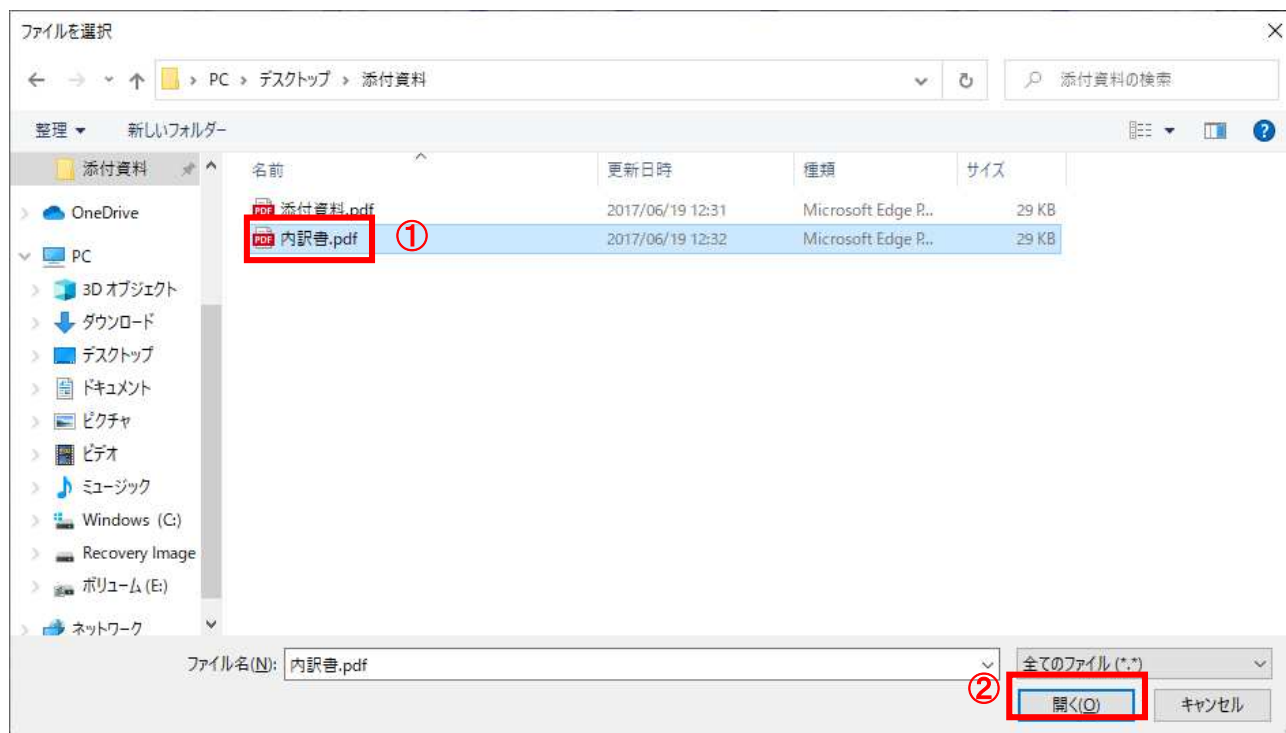 ファイルを選択
PC › デスクトップ › 添付資料
添付資料の検索
整理
新しいフォルダー
添付資料
OneDrive
PC
3D オブジェクト
ダウンロード
デスクトップ
ドキュメント
ピクチャ
ビデオ
ミュージック
Windows (C:)
Recovery Image
ボリューム (E:)
ネットワーク
名前 更新日時 種類 サイズ
PDF 添付資料.pdf 2017/06/19 12:31 Microsoft Edge P... 29 KB
PDF 内訳書.pdf ① 2017/06/19 12:32 Microsoft Edge P... 29 KB
ファイル名(N): 内訳書.pdf
全てのファイル (*.*)
② 開く(O) キャンセル